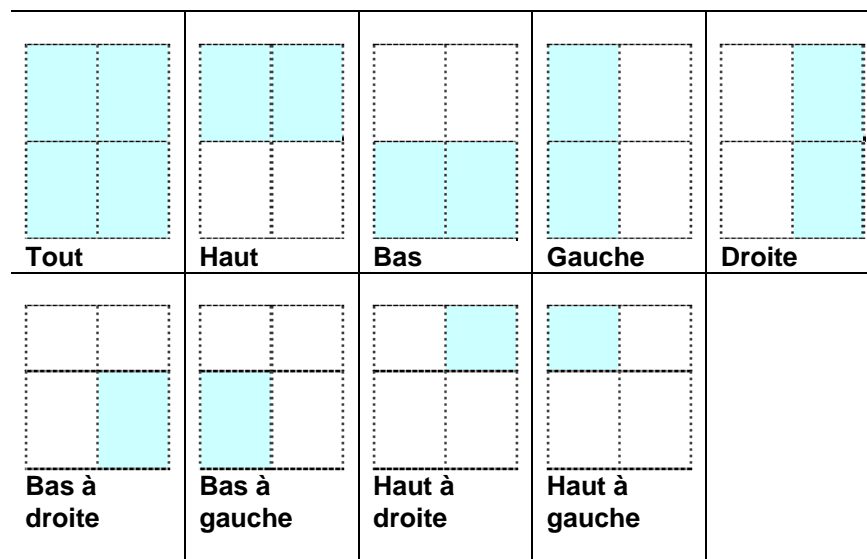 Tout
Haut
Bas
Gauche
Droite
Bas à
droite
Bas à
gauche
Haut à
droite
Haut à
gauche